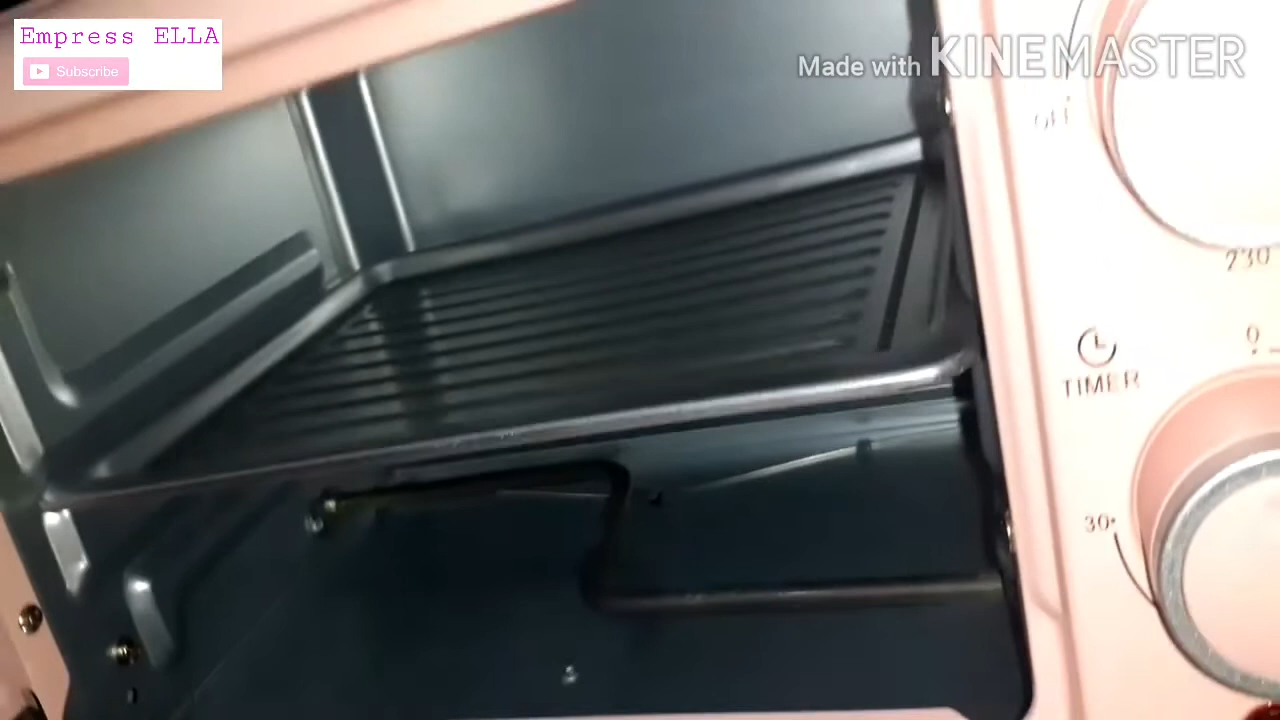 Empress ELLA
Subscribe
Made with KINEMASTER
OFF
230
0
TIMER
30